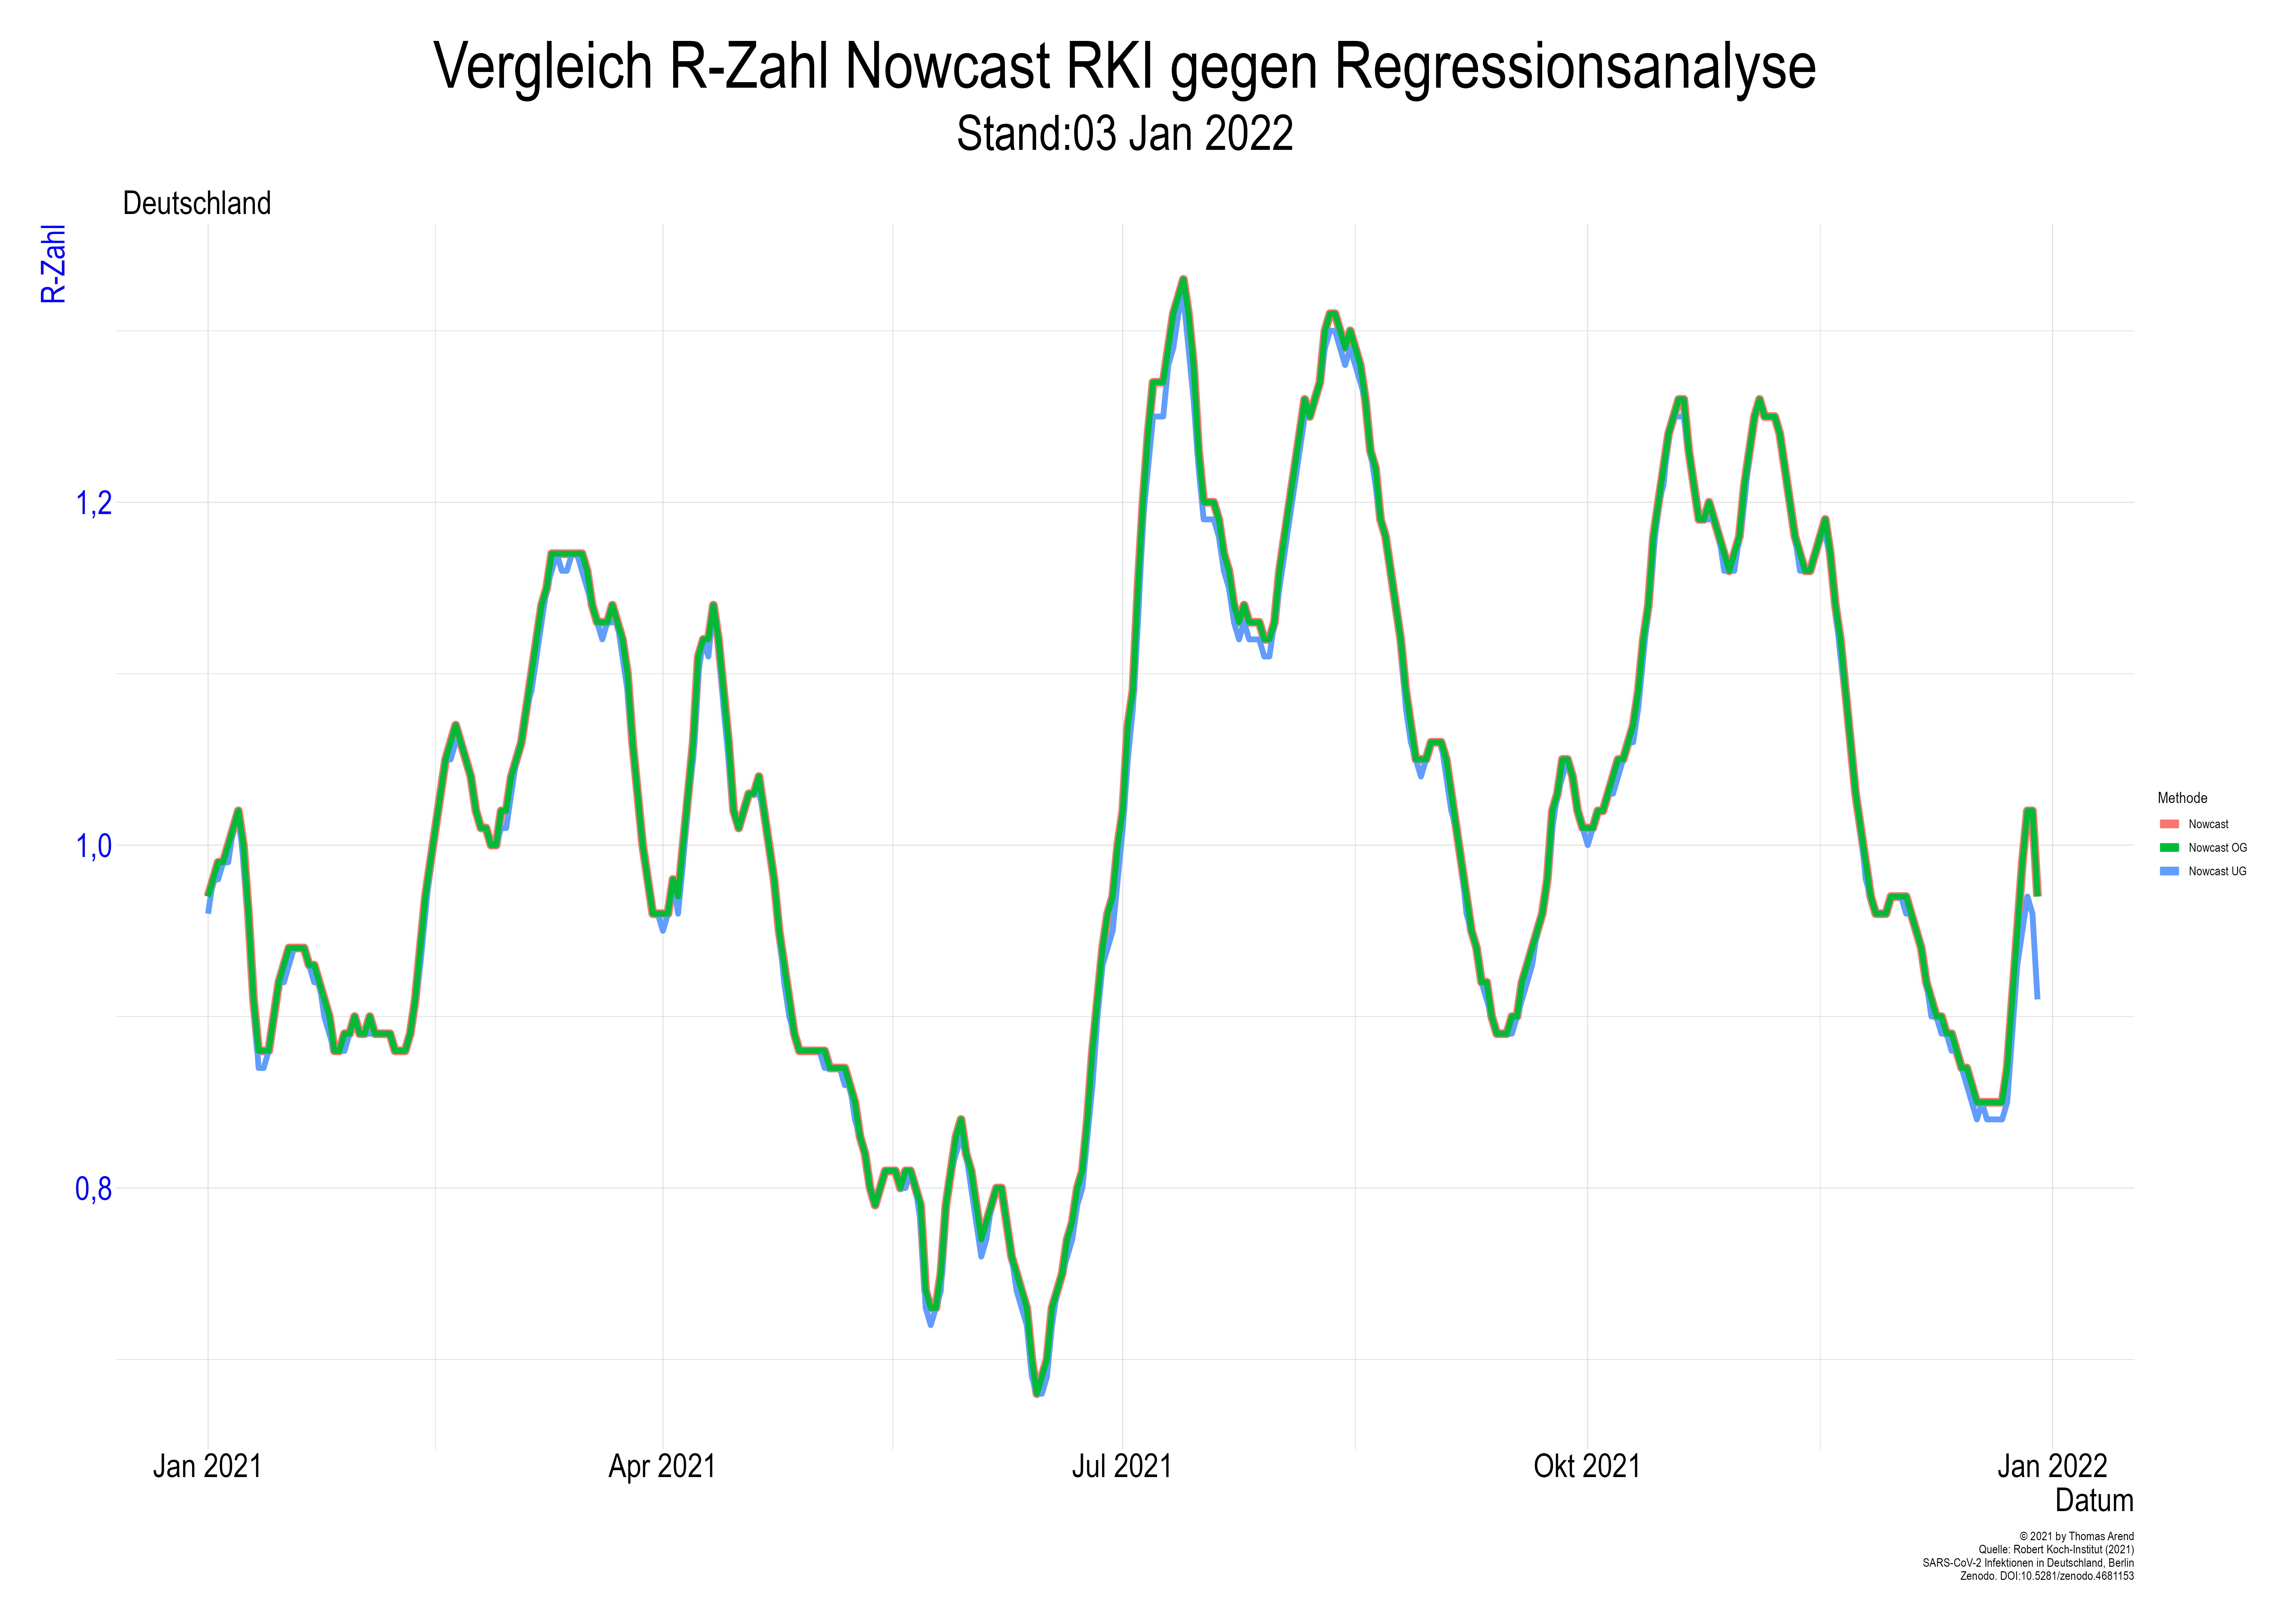 Vergleich R-Zahl Nowcast RKI gegen Regressionsanalyse
Stand:03 Jan 2022
Deutschland
R-Zahl
1,2
1,0
0,8
Jan 2021
Apr 2021
Jul 2021
Okt 2021
Jan 2022
Datum
Methode
Nowcast
Nowcast OG
Nowcast UG
© 2021 by Thomas Arend
Quelle: Robert Koch-Institut (2021)
SARS-CoV-2 Infektionen in Deutschland, Berlin
Zenodo. DOI:10.5281/zenodo.4681153